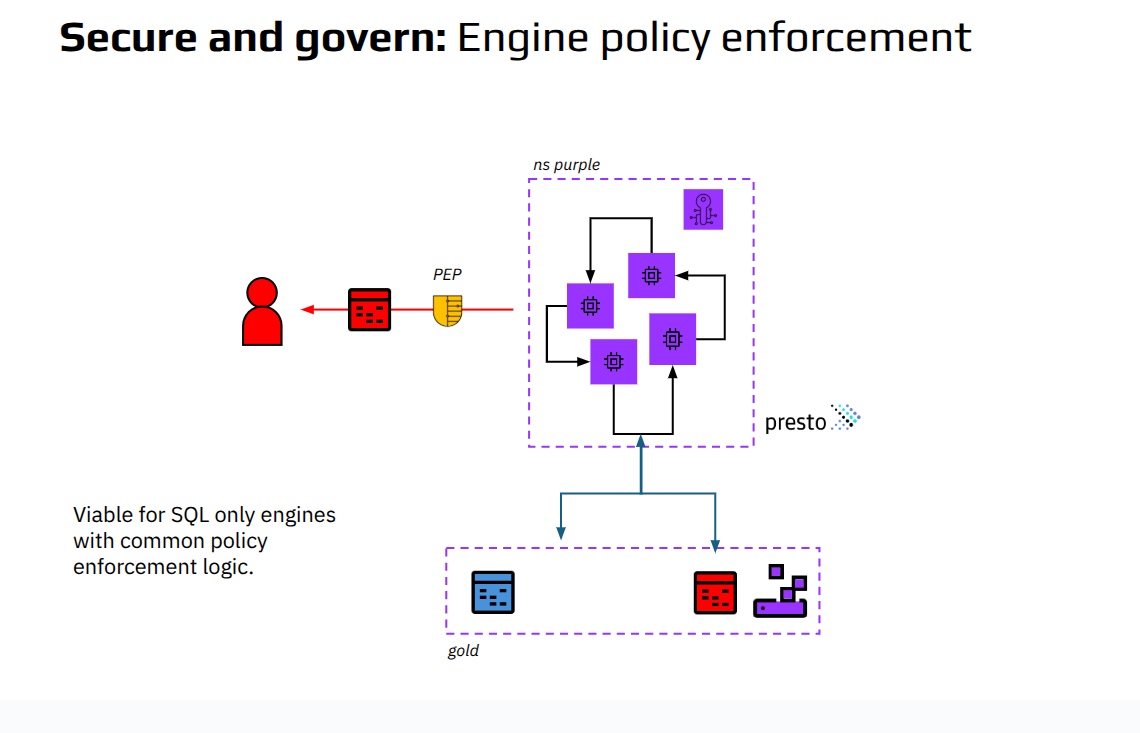 Secure and govern: Engine policy enforcement
ns purple
PEP
presto
Viable for SQL only engines
with common policy
enforcement logic.
gold